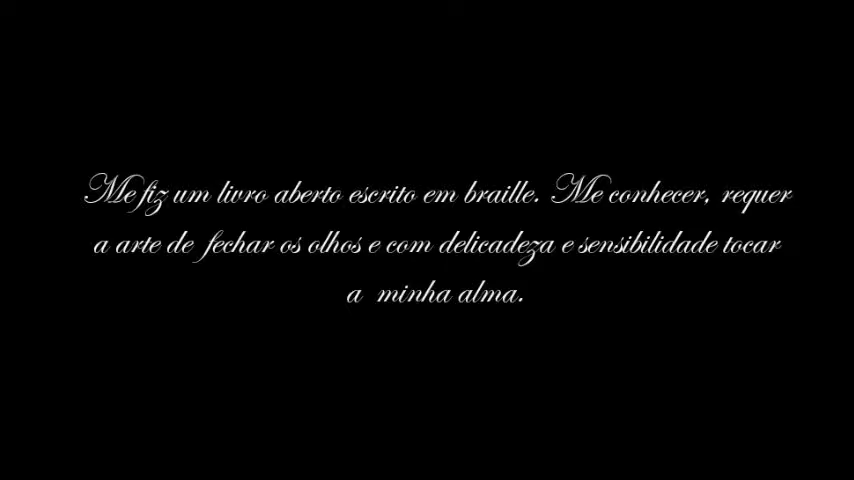 Me fiz um livro aberto escrito em braille. Me conhecer, requer
a arte de fechar os olhos e com delicadeza e sensibilidade tocar
a minha alma.